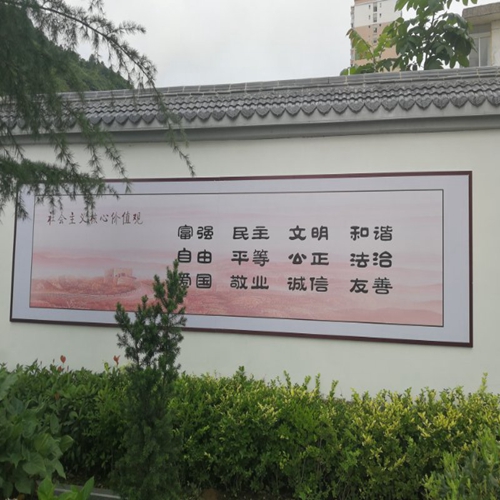 社会主义核心价值观
富强 民主 文明 和谐
自由 平等 公正 法治
爱国 敬业 诚信 友善